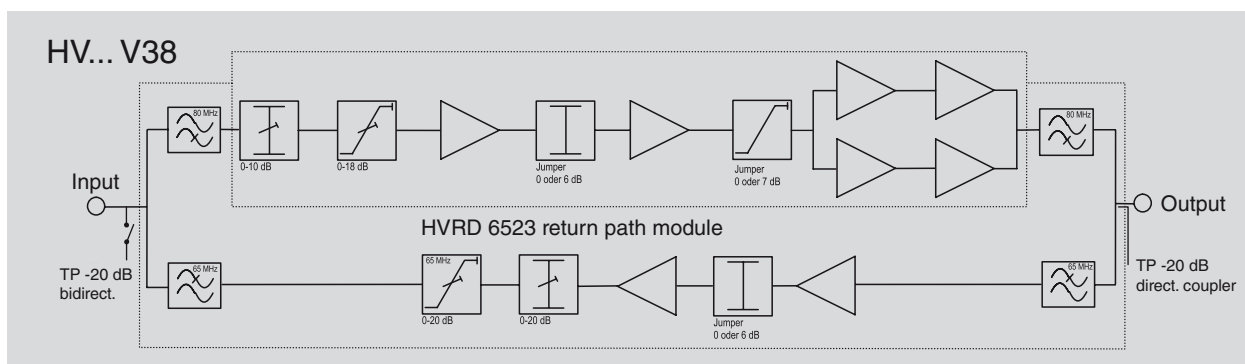 HV... V38
80 MHz
0-10 dB
0-18 dB
Jumper
0 oder 6 dB
Jumper
0 oder 7 dB
80 MHz
Input
Output
HVRD 6523 return path module
TP -20 dB
bidirect.
65 MHz
65 MHz
0-20 dB
0-20 dB
Jumper
0 oder 6 dB
65 MHz
TP -20 dB
direct. coupler